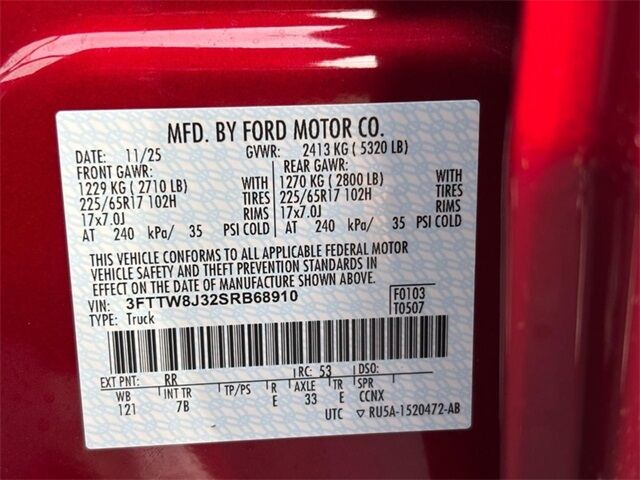 MFD. BY FORD MOTOR CO.
DATE: 11/25 GVWR: 2413 KG ( 5320 LB)
FRONT GAWR: REAR GAWR:
1229 KG ( 2710 LB) WITH 1270 KG ( 2800 LB) WITH
225/65R17 102H TIRES 225/65R17 102H TIRES
17x7.0J RIMS 17x7.0J RIMS
AT 240 kPa/ 35 PSI COLD AT 240 kPa/ 35 PSI COLD
THIS VEHICLE CONFORMS TO ALL APPLICABLE FEDERAL MOTOR
VEHICLE SAFETY AND THEFT PREVENTION STANDARDS IN
EFFECT ON THE DATE OF MANUFACTURE SHOWN ABOVE.
VIN: 3FTTW8J32SRB68910 F0103
TYPE: Truck T0507
EXT PNT: RR RC: 53 DSO:
WB INT TR TP/PS R AXLE TR SPR
121 7B E 33 E CCNX
UTC ▽ RU5A-1520472-AB